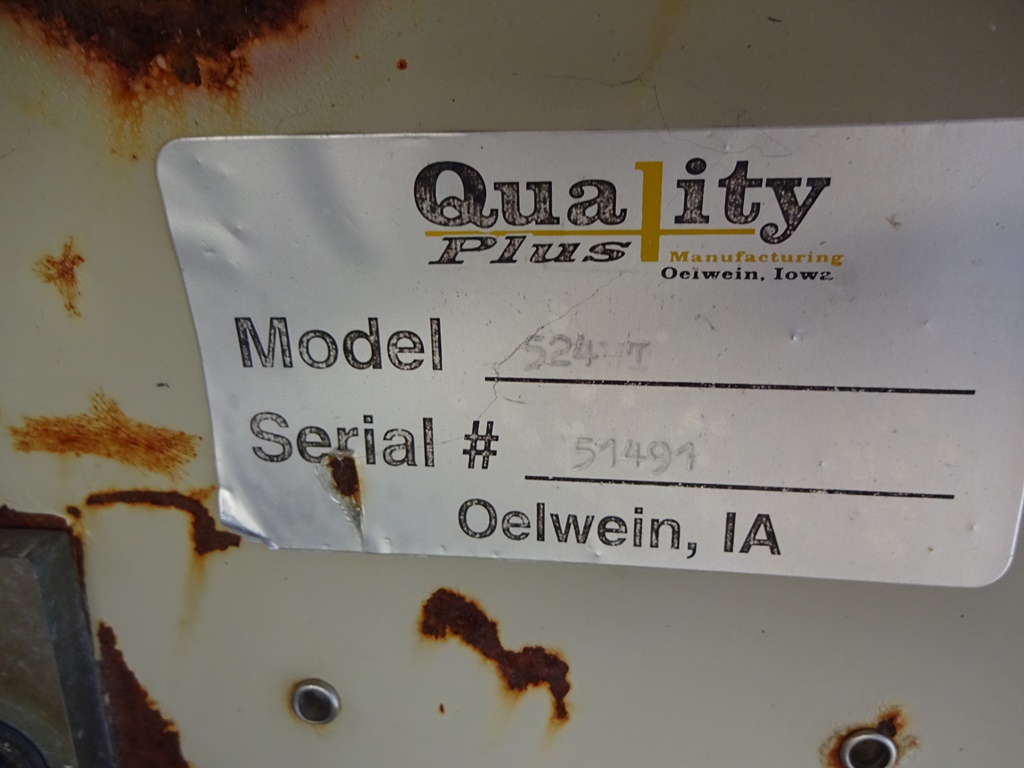 Quality
Plus
Manufacturing
Oelwein, Iowa
Model
Serial # 51491
Oelwein, IA